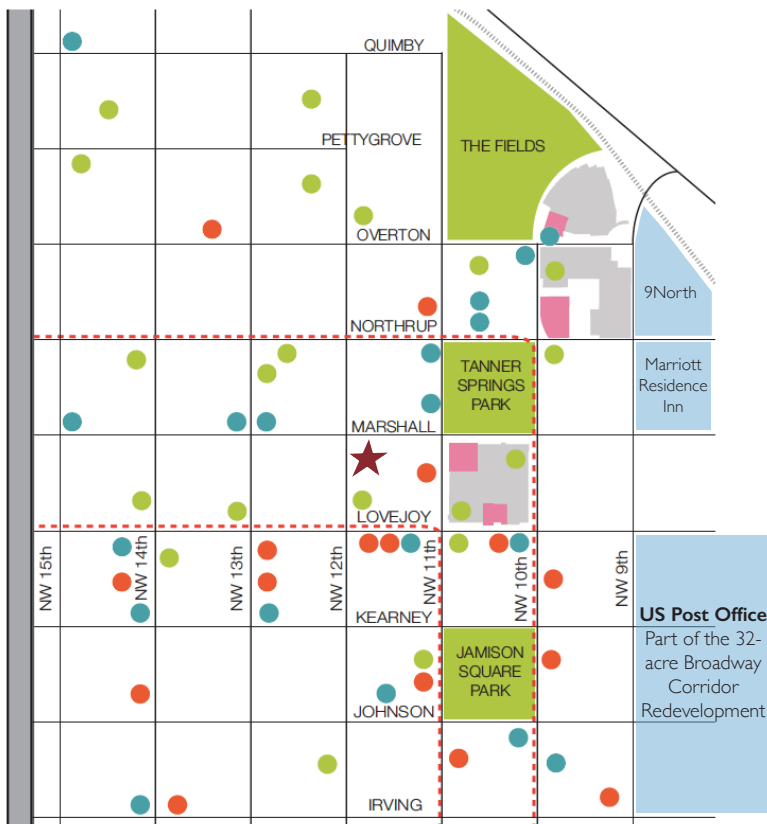 QUIMBY
PETTYGROVE
THE FIELDS
OVERTON
9North
NORTHRUP
TANNER
SPRINGS
PARK
Marriott
Residence
Inn
MARSHALL
LOVEJOY
NW 15th
NW 14th
NW 13th
NW 12th
NW 11th
NW 10th
NW 9th
KEARNEY
US Post Office
Part of the 32-
acre Broadway
Corridor
Redevelopment
JAMISON
SQUARE
PARK
JOHNSON
IRVING